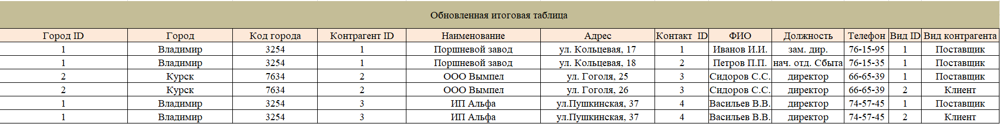 Обновленная итоговая таблица
Город ID Город Код города Контрагент ID Наименование Адрес Контакт ID ФИО Должность Телефон Вид ID Вид контрагента
1 Владимир 3254 1 Поршневой завод ул. Кольцевая, 17 1 Иванов И.И. зам. дир. 76-15-95 1 Поставщик
1 Владимир 3254 1 Поршневой завод ул. Кольцевая, 18 2 Петров П.П. нач. отд. Сбыта 76-15-35 1 Поставщик
2 Курск 7634 2 ООО Вымпел ул. Гоголя, 25 3 Сидоров С.С. директор 66-65-39 1 Поставщик
2 Курск 7634 2 ООО Вымпел ул. Гоголя, 26 3 Сидоров С.С. директор 66-65-39 2 Клиент
1 Владимир 3254 3 ИП Альфа ул.Пушкинская, 37 4 Васильев В.В. директор 74-57-45 1 Поставщик
1 Владимир 3254 3 ИП Альфа ул.Пушкинская, 37 4 Васильев В.В. директор 74-57-45 2 Клиент